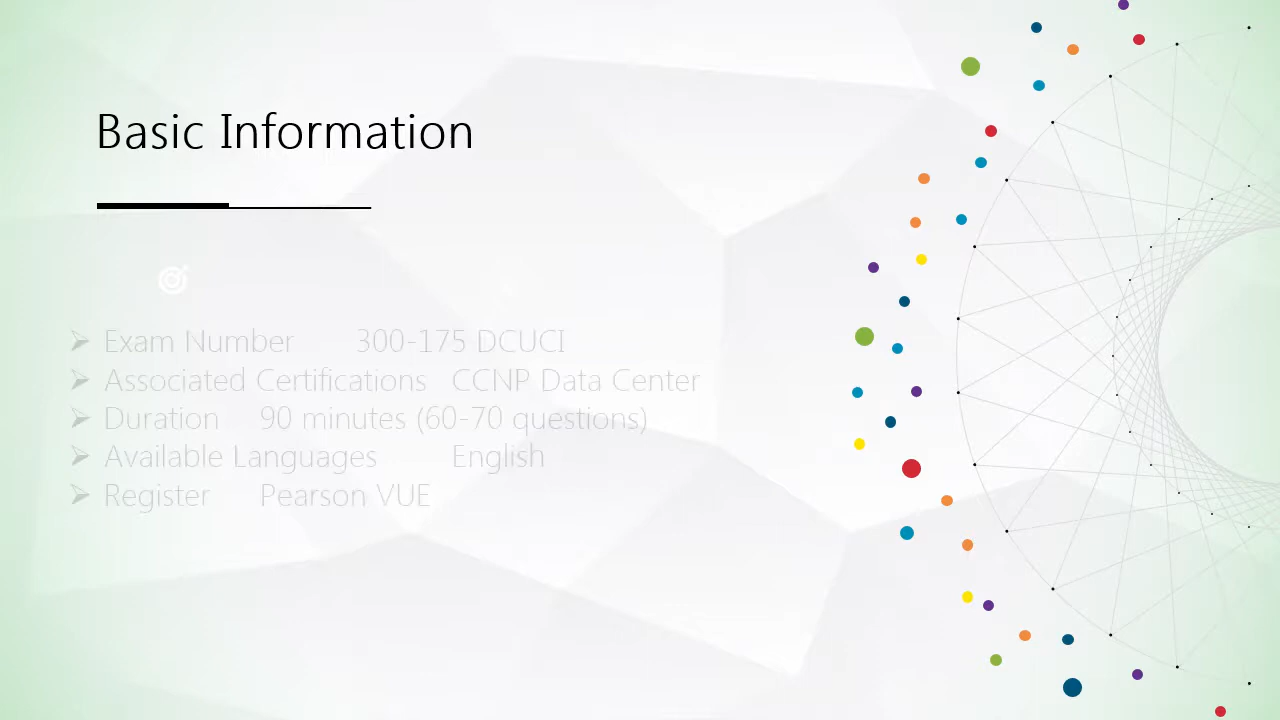 Basic Information
➢ Exam Number 300-175 DCUCI
➢ Associated Certifications CCNP Data Center
➢ Duration 90 minutes (60-70 questions)
➢ Available Languages English
➢ Register Pearson VUE